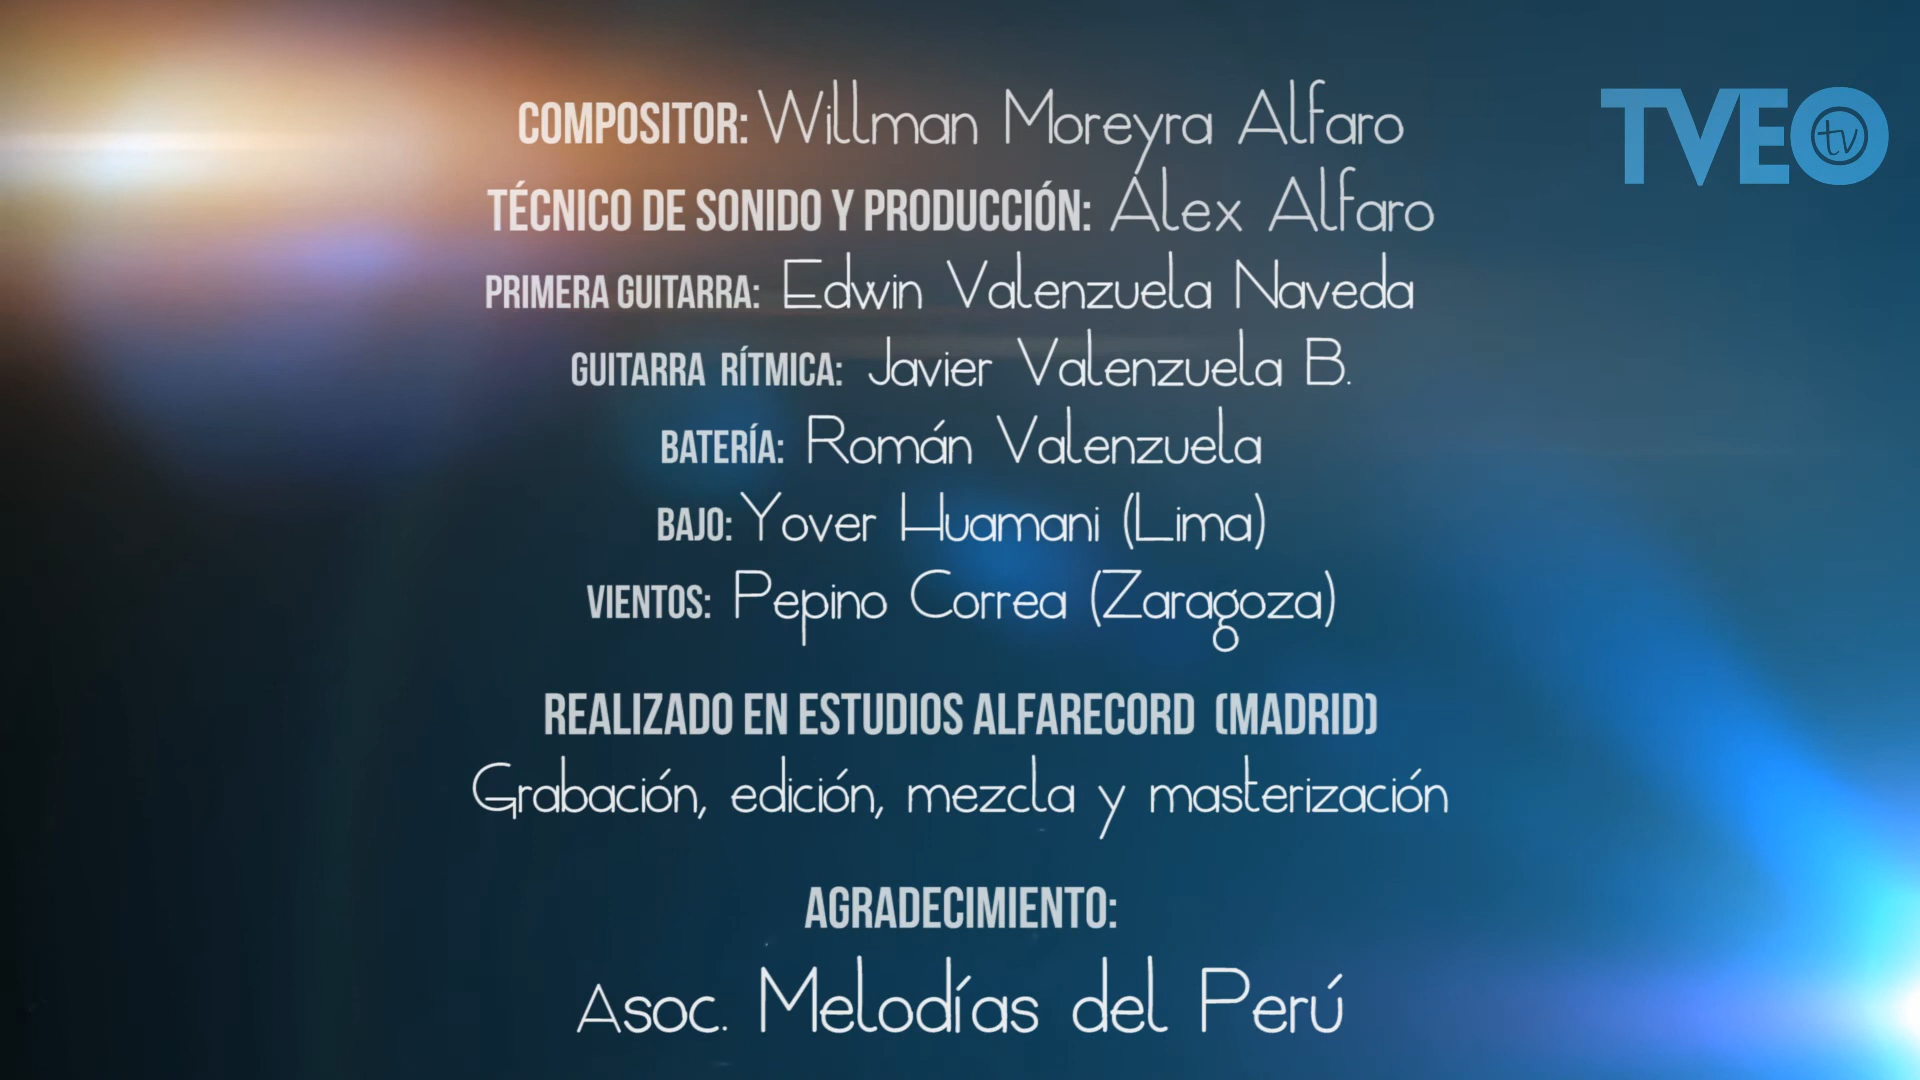 COMPOSITOR: Willman Moreyra Alfaro
TVEO tv
TÉCNICO DE SONIDO Y PRODUCCIÓN: Álex Alfaro
PRIMERA GUITARRA: Edwin Valenzuela Naveda
GUITARRA RÍTMICA: Javier Valenzuela B.
BATERÍA: Román Valenzuela
BAJO: Yover Huamani (Lima)
VIENTOS: Pepino Correa (Zaragoza)
REALIZADO EN ESTUDIOS ALFARECORD (MADRID)
Grabación, edición, mezcla y masterización
AGRADECIMIENTO:
Asoc. Melodías del Perú